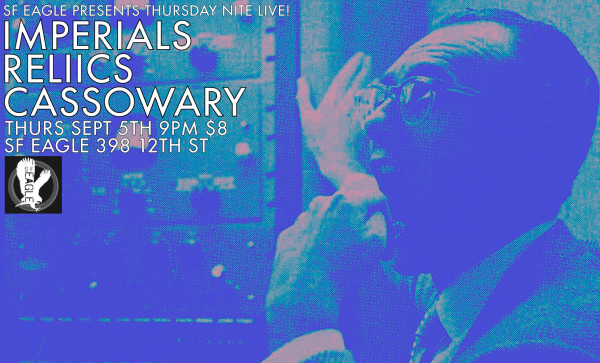 SF EAGLE PRESENTS THURSDAY NITE LIVE!
IMPERIALS
RELIICS
CASSOWARY
THURS SEPT 5TH 9PM $8
SF EAGLE 398 12TH ST
EAGLE